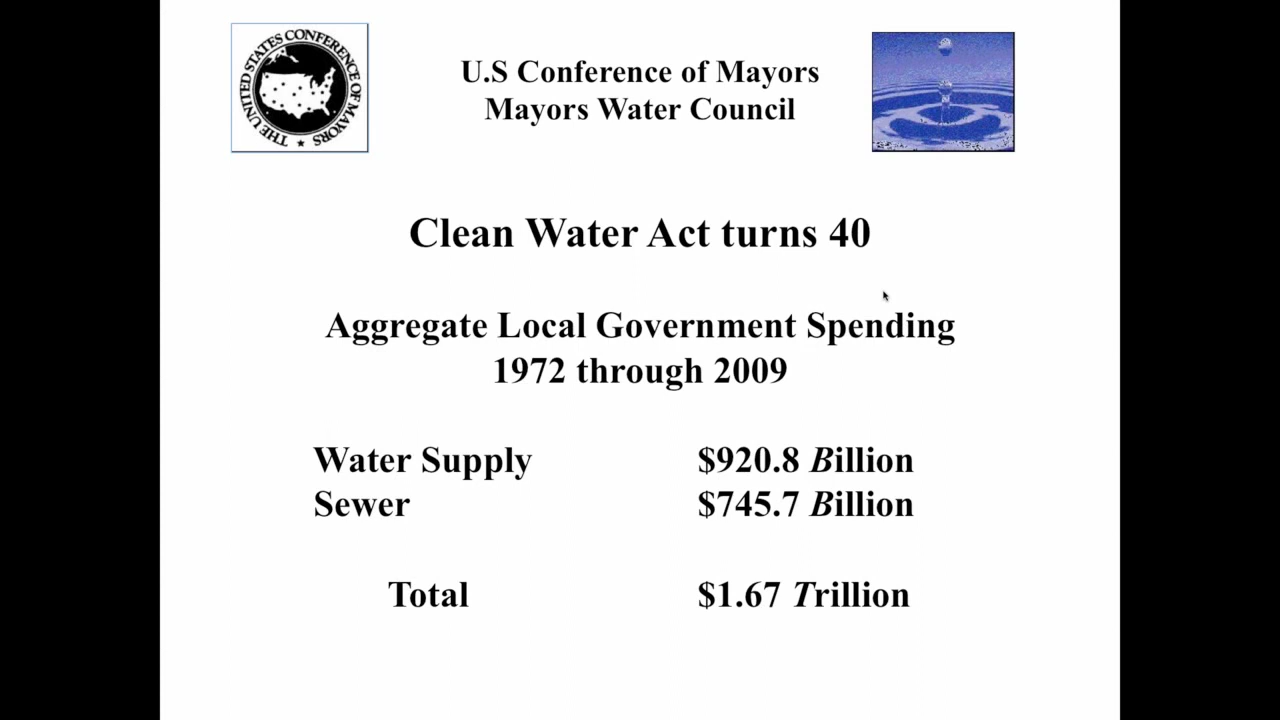 THE UNITED STATES CONFERENCE OF MAYORS
U.S Conference of Mayors
Mayors Water Council
Clean Water Act turns 40
Aggregate Local Government Spending
1972 through 2009
Water Supply $920.8 Billion
Sewer $745.7 Billion
Total $1.67 Trillion